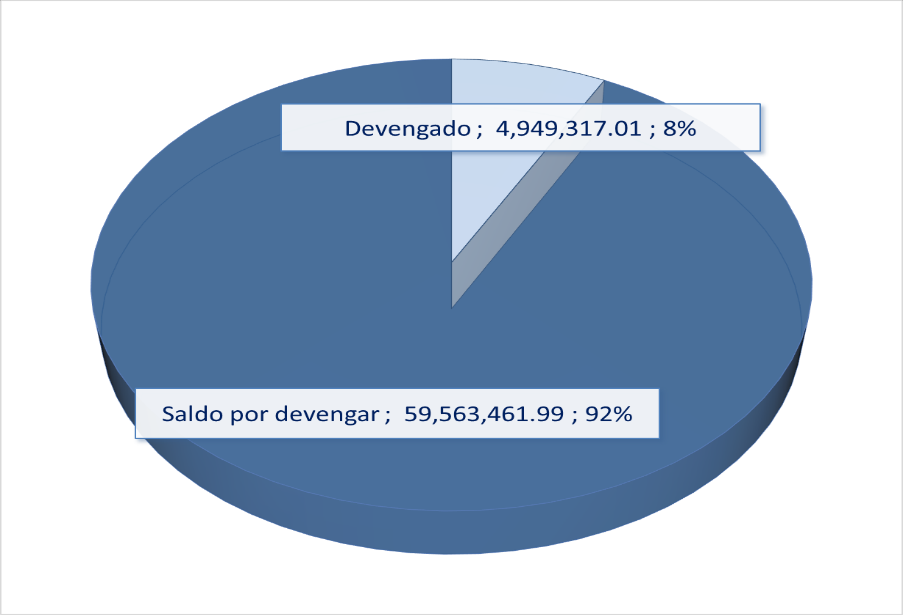 Devengado ; 4,949,317.01 ; 8%
Saldo por devengar ; 59,563,461.99 ; 92%